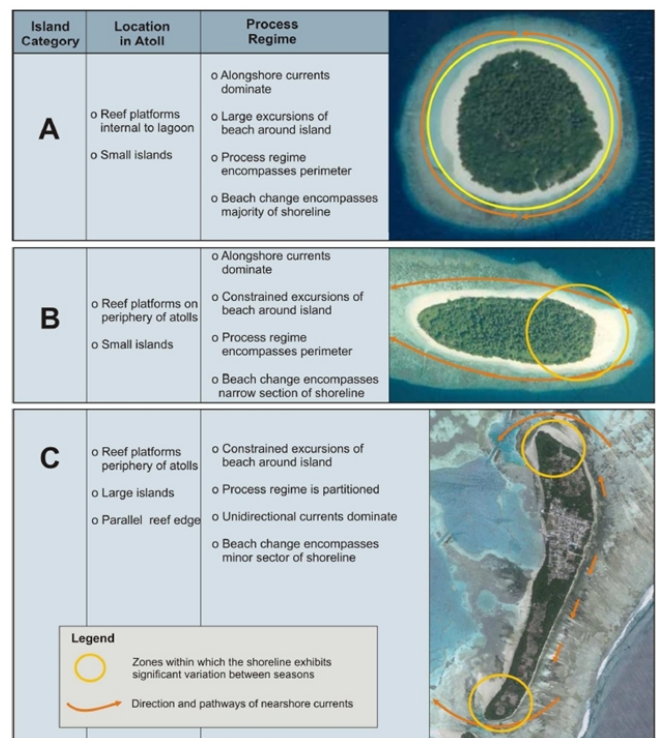 Island Category
Location in Atoll
Process Regime
A
o Reef platforms
internal to lagoon
o Small islands
o Alongshore currents
dominate
o Large excursions of
beach around island
o Process regime
encompasses perimeter
o Beach change encompasses
majority of shoreline
B
o Reef platforms on
periphery of atolls
o Small islands
o Alongshore currents
dominate
o Constrained excursions of
beach around island
o Process regime
encompasses perimeter
o Beach change encompasses
narrow section of shoreline
C
o Reef platforms
periphery of atolls
o Large islands
o Parallel reef edge
o Constrained excursions of
beach around island
o Process regime is partitioned
o Unidirectional currents dominate
o Beach change encompasses
minor sector of shoreline
Legend
Zones within which the shoreline exhibits
significant variation between seasons
Direction and pathways of nearshore currents